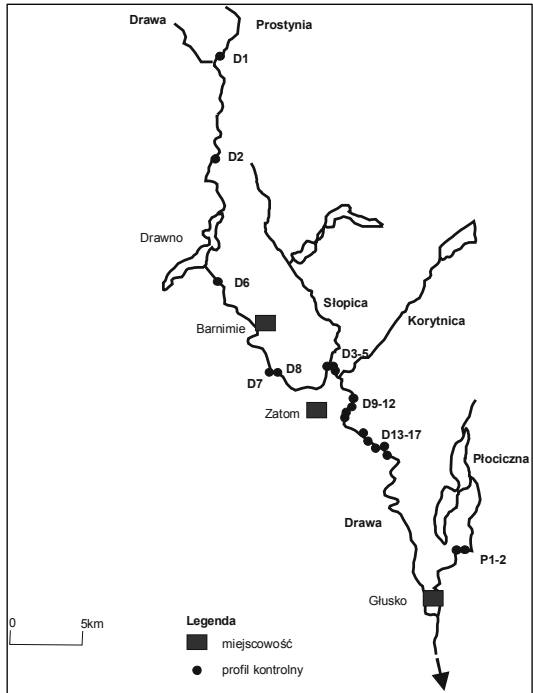 Drawa
Prostynia
D1
D2
Drawno
D6
Słopica
Korytnica
Barnimie
D3-5
D7
D8
Zatom
D9-12
D13-17
Płociczna
Drawa
P1-2
Głusko
0 5km
Legenda
miejscowość
profil kontrolny